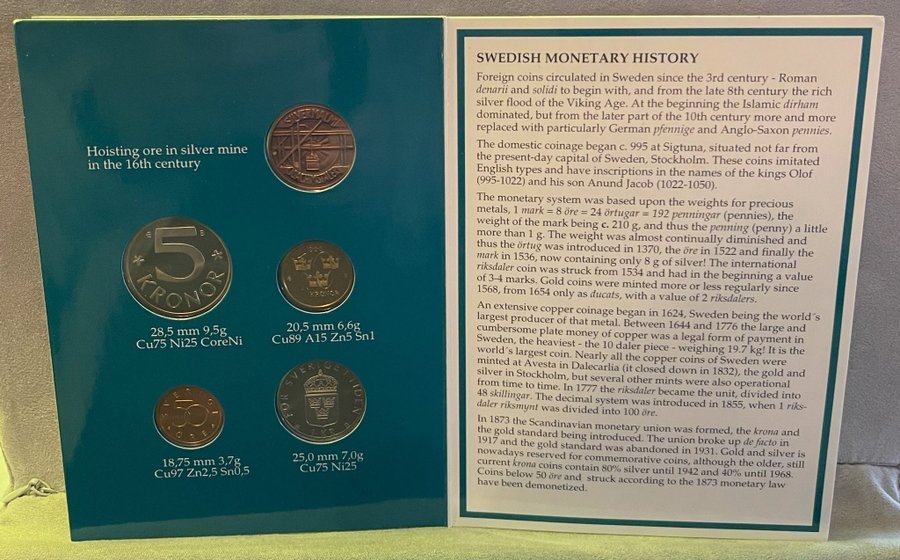 Hoisting ore in silver mine
in the 16th century
5
KRONOR
28,5 mm 9,5g
Cu75 Ni25 CoreNi
KRONOR
20,5 mm 6,6g
Cu89 A15 Zn5 Sn1
50
ÖRE
18,75 mm 3,7g
Cu97 Zn2,5 Sn0,5
FÖR SVERIGE I TIDEN
1 KR
25,0 mm 7,0g
Cu75 Ni25
SWEDISH MONETARY HISTORY
Foreign coins circulated in Sweden since the 3rd century - Roman
denarii and solidi to begin with, and from the late 8th century the rich
silver flood of the Viking Age. At the beginning the Islamic dirham
dominated, but from the later part of the 10th century more and more
replaced with particularly German pfennige and Anglo-Saxon pennies.
The domestic coinage began c. 995 at Sigtuna, situated not far from
the present-day capital of Sweden, Stockholm. These coins imitated
English types and have inscriptions in the names of the kings Olof
(995-1022) and his son Anund Jacob (1022-1050).
The monetary system was based upon the weights for precious
metals, 1 mark = 8 öre = 24 örtugar = 192 penningar (pennies), the
weight of the mark being c. 210 g, and thus the penning (penny) a little
more than 1 g. The weight was almost continually diminished and
thus the örtug was introduced in 1370, the öre in 1522 and finally the
mark in 1536, now containing only 8 g of silver! The international
riksdaler coin was struck from 1534 and had in the beginning a value
of 3-4 marks. Gold coins were minted more or less regularly since
1568, from 1654 only as ducats, with a value of 2 riksdalers.
An extensive copper coinage began in 1624, Sweden being the world´s
largest producer of that metal. Between 1644 and 1776 the large and
cumbersome plate money of copper was a legal form of payment in
Sweden, the heaviest - the 10 daler piece - weighing 19.7 kg! It is the
world´s largest coin. Nearly all the copper coins of Sweden were
minted at Avesta in Dalecarlia (it closed down in 1832), the gold and
silver in Stockholm, but several other mints were also operational
from time to time. In 1777 the riksdaler became the unit, divided into
48 skillingar. The decimal system was introduced in 1855, when 1 riks-
daler riksmynt was divided into 100 öre.
In 1873 the Scandinavian monetary union was formed, the krona and
the gold standard being introduced. The union broke up de facto in
1917 and the gold standard was abandoned in 1931. Gold and silver is
nowadays reserved for commemorative coins, although the older, still
current krona coins contain 80% silver until 1942 and 40% until 1968.
Coins below 50 öre and struck according to the 1873 monetary law
have been demonetized.